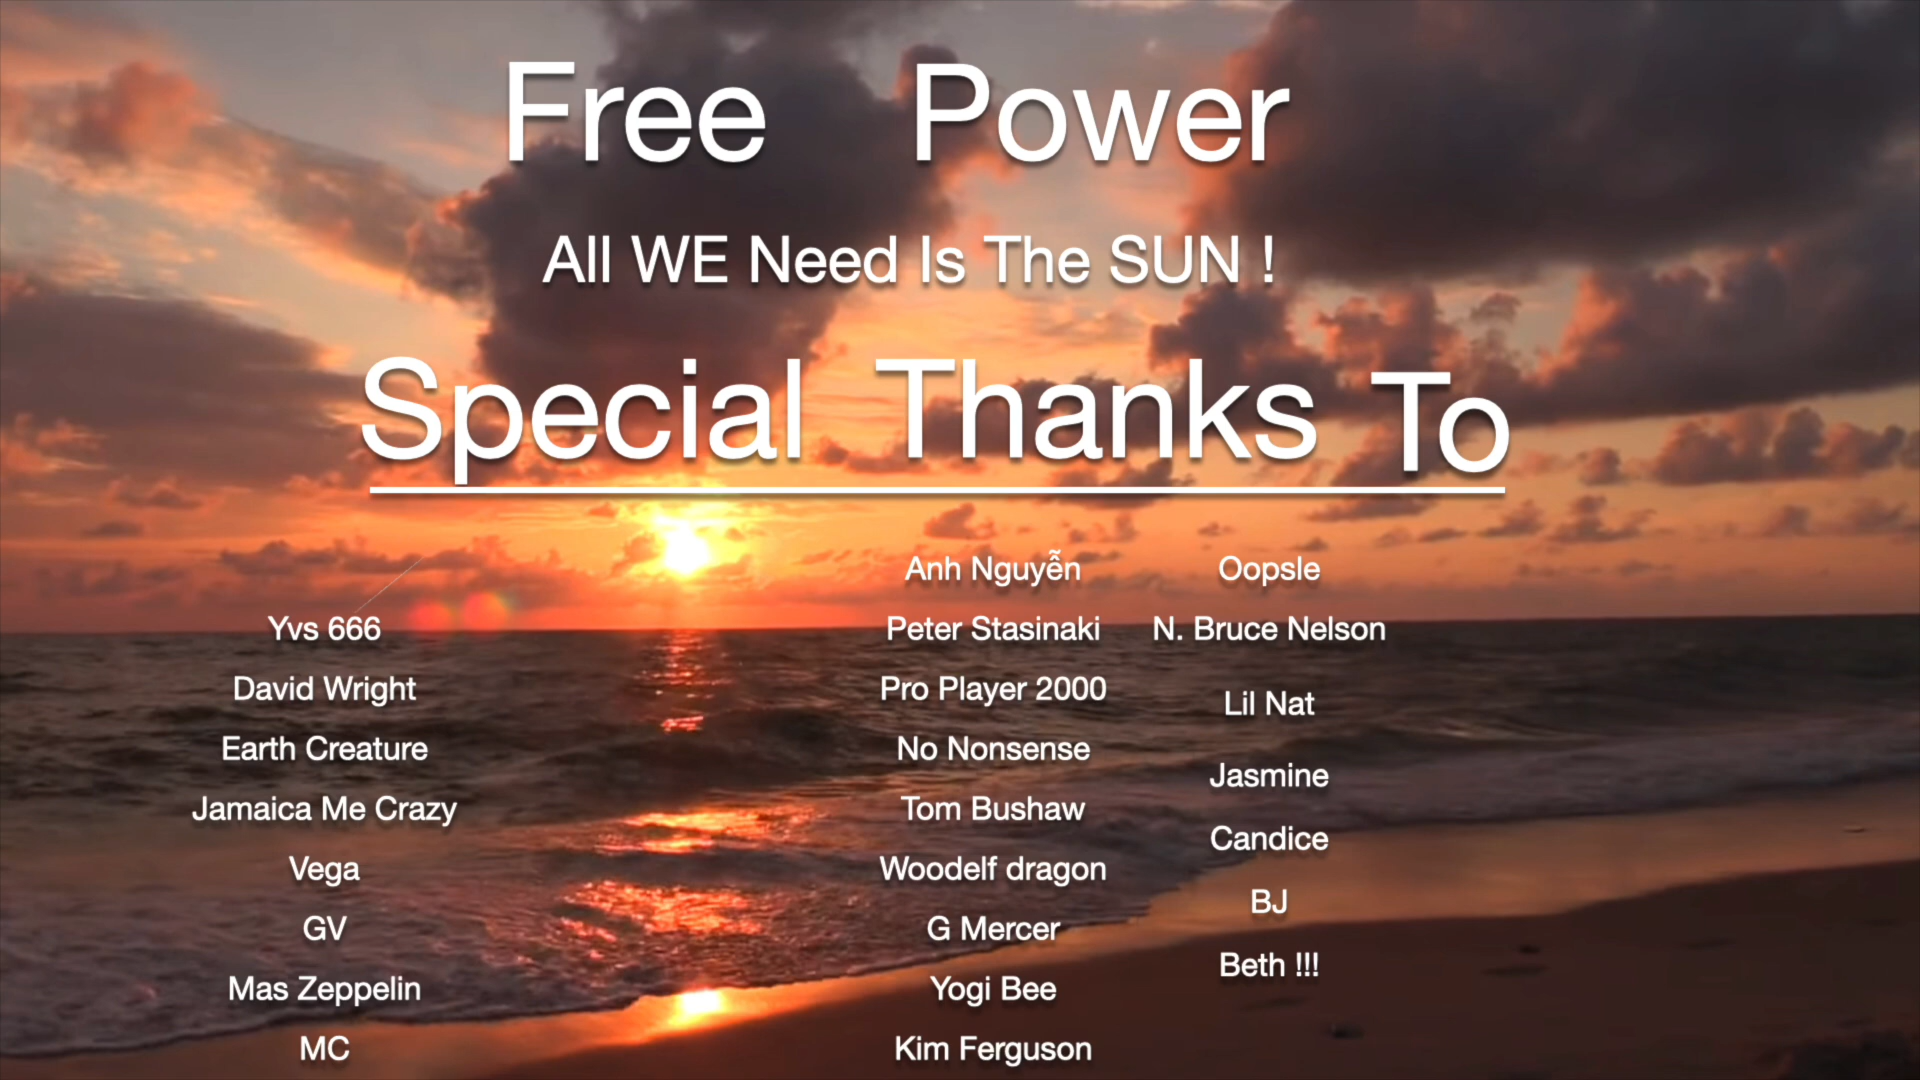 Free Power
All WE Need Is The SUN !
Special Thanks To
Yvs 666
David Wright
Earth Creature
Jamaica Me Crazy
Vega
GV
Mas Zeppelin
MC
Anh Nguyễn
Peter Stasinaki
Pro Player 2000
No Nonsense
Tom Bushaw
Woodelf dragon
G Mercer
Yogi Bee
Kim Ferguson
Oopsle
N. Bruce Nelson
Lil Nat
Jasmine
Candice
BJ
Beth !!!